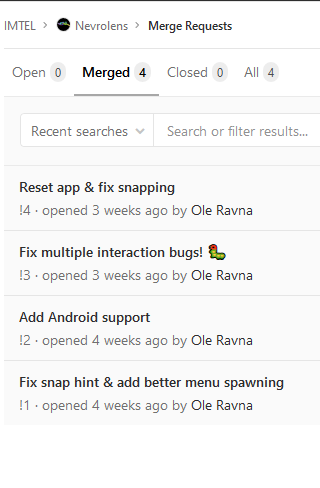 IMTEL > Nevrolens > Merge Requests
Open 0 Merged 4 Closed 0 All 4
Recent searches Search or filter results...
Reset app & fix snapping
!4 · opened 3 weeks ago by Ole Ravna
Fix multiple interaction bugs! 🐛
!3 · opened 3 weeks ago by Ole Ravna
Add Android support
!2 · opened 4 weeks ago by Ole Ravna
Fix snap hint & add better menu spawning
!1 · opened 4 weeks ago by Ole Ravna